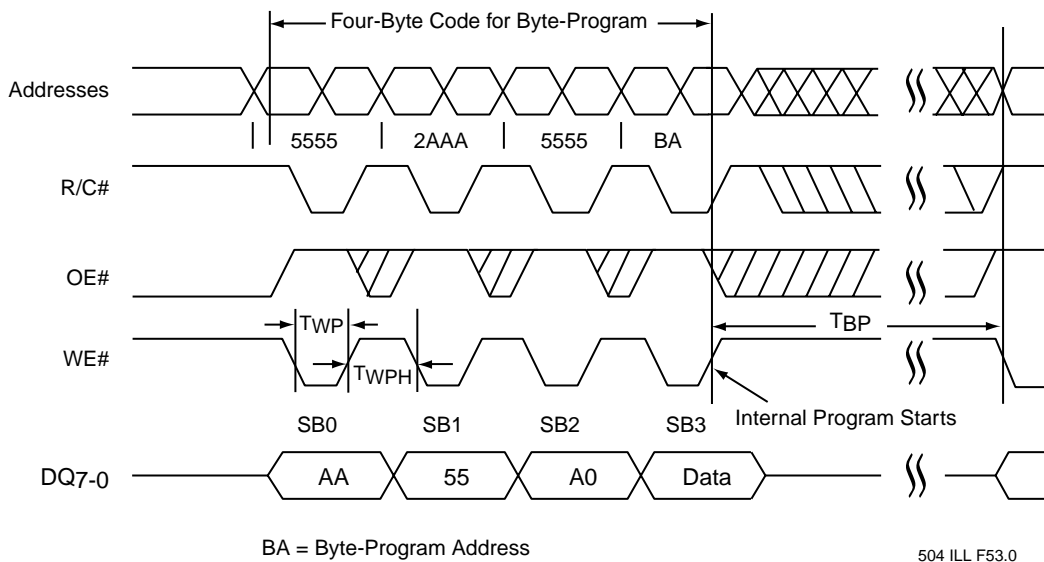 Four-Byte Code for Byte-Program
Addresses
5555 2AAA 5555 BA
R/C#
OE#
TWP
TBP
WE#
TWPH
Internal Program Starts
SB0 SB1 SB2 SB3
DQ7-0
AA 55 A0 Data
BA = Byte-Program Address
504 ILL F53.0